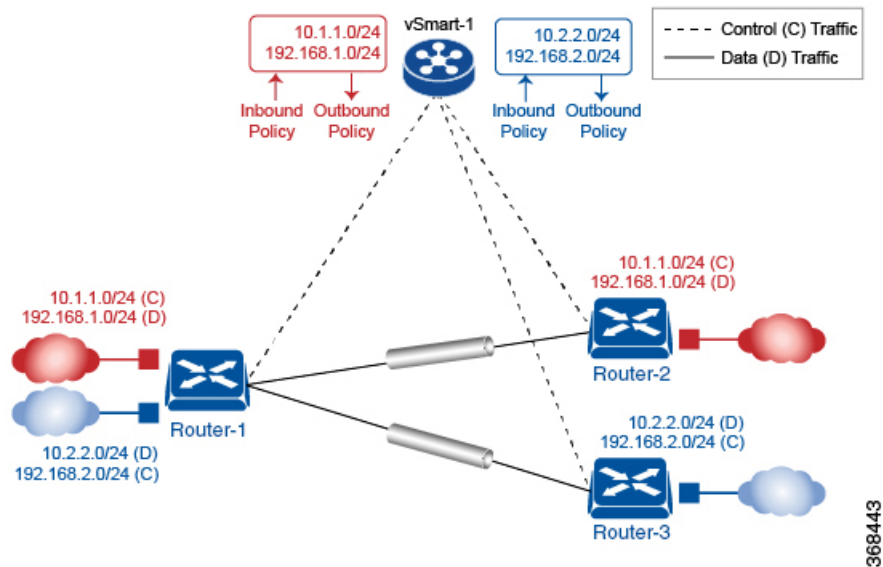 10.1.1.0/24
192.168.1.0/24
Inbound Policy
Outbound Policy
vSmart-1
10.2.2.0/24
192.168.2.0/24
Inbound Policy
Outbound Policy
Control (C) Traffic
Data (D) Traffic
10.1.1.0/24 (C)
192.168.1.0/24 (D)
Router-1
10.2.2.0/24 (D)
192.168.2.0/24 (C)
10.1.1.0/24 (C)
192.168.1.0/24 (D)
Router-2
10.2.2.0/24 (D)
192.168.2.0/24 (C)
Router-3
368443